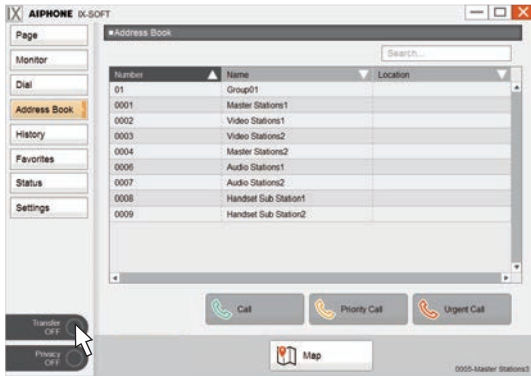 IX AIPHONE IX-SOFT
Page
Monitor
Dial
Address Book
History
Favorites
Status
Settings
Transfer
OFF
Privacy
OFF
■Address Book
Search...
Number Name Location
01 Group01
0001 Master Stations1
0002 Video Stations1
0003 Video Stations2
0004 Master Stations2
0006 Audio Stations1
0007 Audio Stations2
0008 Handset Sub Station1
0009 Handset Sub Station2
Call Priority Call Urgent Call
Map
0005-Master Stations3